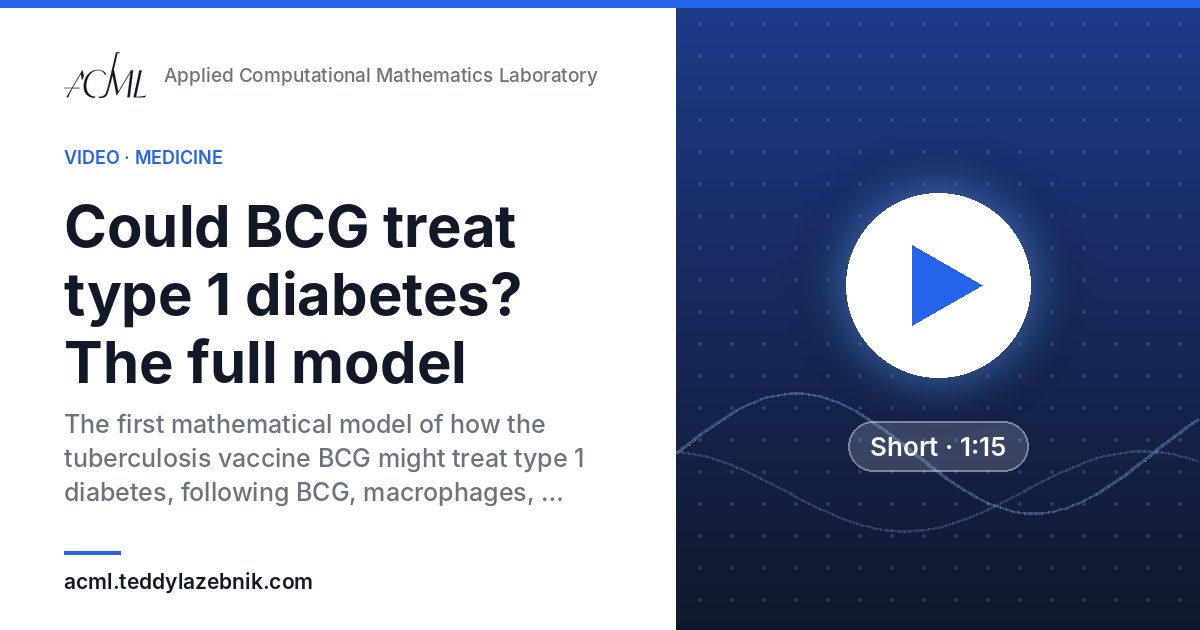 ACML Applied Computational Mathematics Laboratory
VIDEO · MEDICINE
Could BCG treat
type 1 diabetes?
The full model
The first mathematical model of how the
tuberculosis vaccine BCG might treat type 1
diabetes, following BCG, macrophages, ...
acml.teddylazebnik.com
Short · 1:15